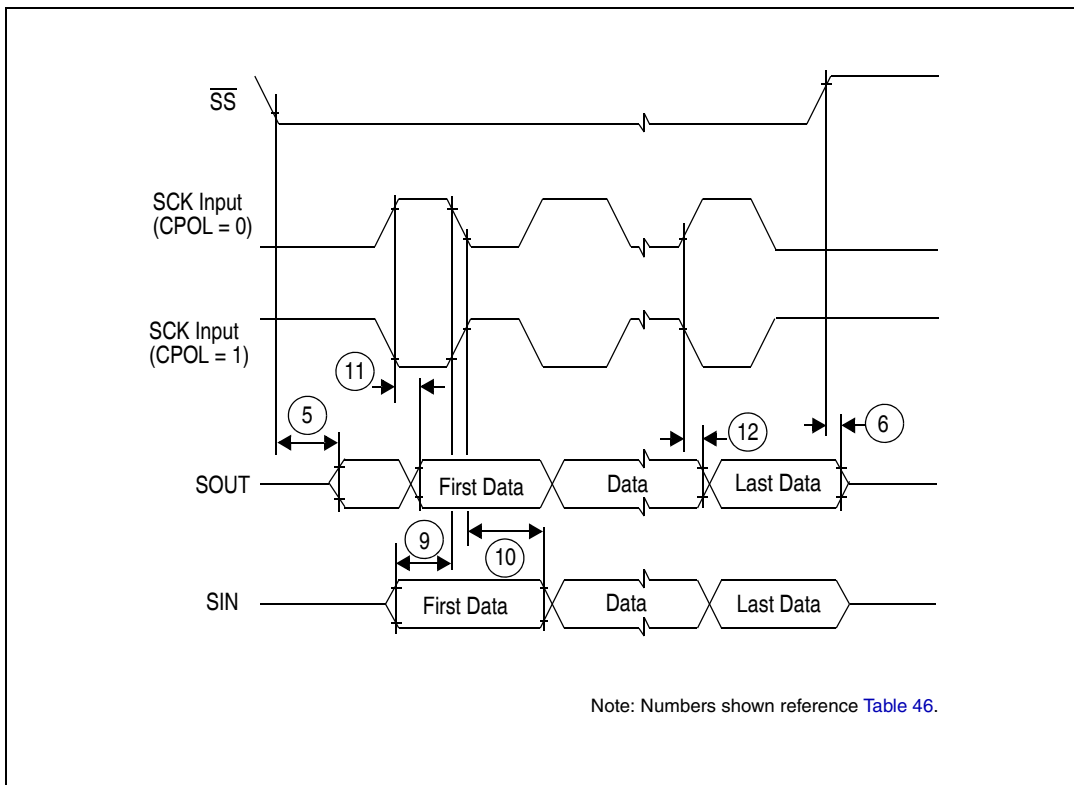 SS
SCK Input
(CPOL = 0)
SCK Input
(CPOL = 1)
11
5
12
6
SOUT
First Data
Data
Last Data
9
10
SIN
First Data
Data
Last Data
Note: Numbers shown reference Table 46.